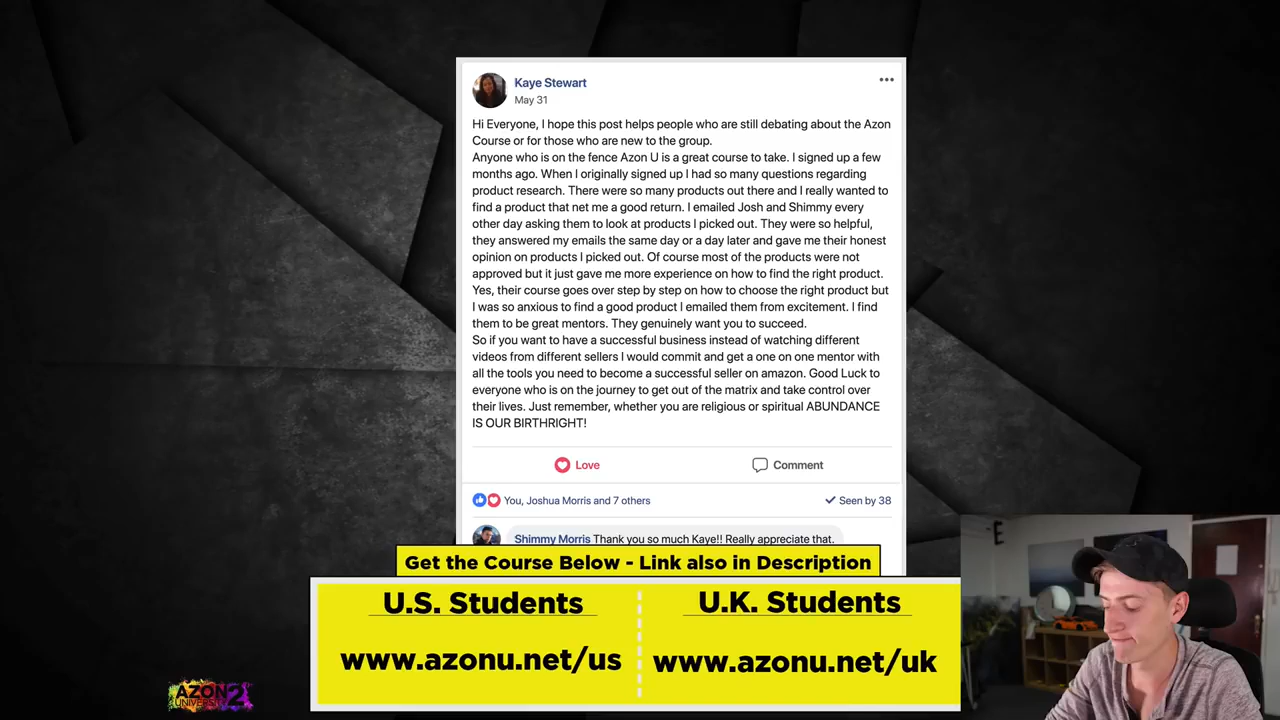 Kaye Stewart
May 31
Hi Everyone, I hope this post helps people who are still debating about the Azon
Course or for those who are new to the group.
Anyone who is on the fence Azon U is a great course to take. I signed up a few
months ago. When I originally signed up I had so many questions regarding
product research. There were so many products out there and I really wanted to
find a product that net me a good return. I emailed Josh and Shimmy every
other day asking them to look at products I picked out. They were so helpful,
they answered my emails the same day or a day later and gave me their honest
opinion on products I picked out. Of course most of the products were not
approved but it just gave me more experience on how to find the right product.
Yes, their course goes over step by step on how to choose the right product but
I was so anxious to find a good product I emailed them from excitement. I find
them to be great mentors. They genuinely want you to succeed.
So if you want to have a successful business instead of watching different
videos from different sellers I would commit and get a one on one mentor with
all the tools you need to become a successful seller on amazon. Good Luck to
everyone who is on the journey to get out of the matrix and take control over
their lives. Just remember, whether you are religious or spiritual ABUNDANCE
IS OUR BIRTHRIGHT!
Love
Comment
You, Joshua Morris and 7 others
Seen by 38
Shimmy Morris Thank you so much Kaye!! Really appreciate that.
Get the Course Below - Link also in Description
U.S. Students
U.K. Students
www.azonu.net/us
www.azonu.net/uk
AZON
UNIVERSITY
2